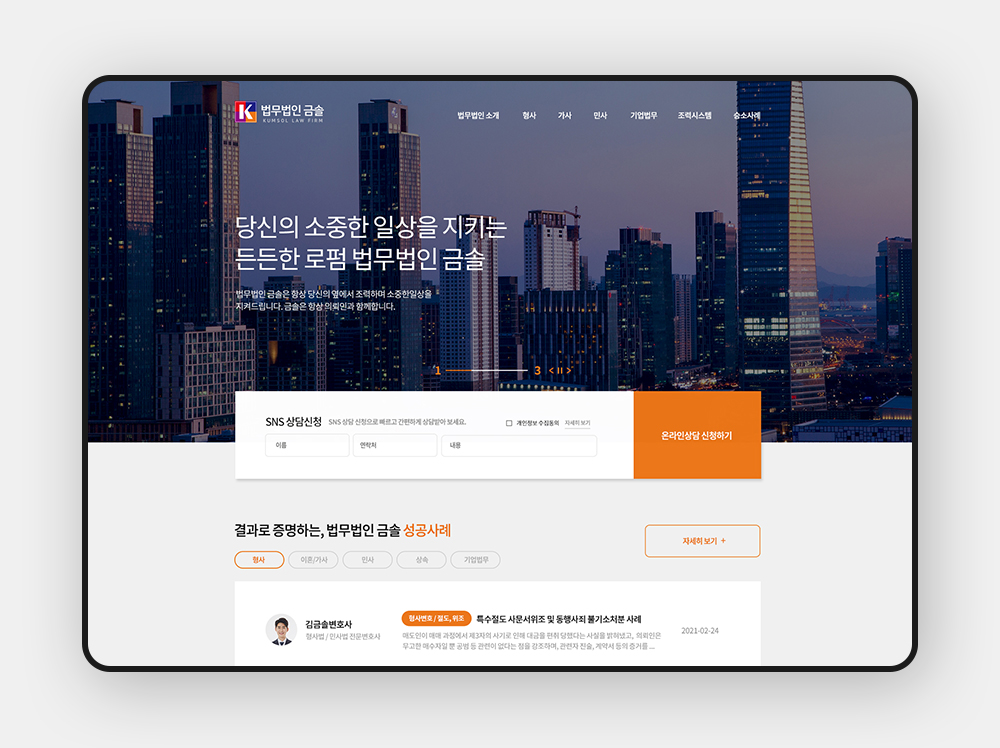 K 법무법인 금솔
KUMSOL LAW FIRM
법무법인 소개 형사 가사 민사 기업법무 조력시스템 승소사례
당신의 소중한 일상을 지키는
든든한 로펌 법무법인 금솔
법무법인 금솔은 항상 당신의 옆에서 조력하며 소중한일상을
지켜드립니다. 금솔은 항상 의뢰인과 함께합니다.
1 3 < II >
SNS 상담신청 SNS 상담 신청으로 빠르고 간편하게 상담받아 보세요. 개인정보 수집동의 자세히 보기
이름 연락처 내용
온라인상담 신청하기
결과로 증명하는, 법무법인 금솔 성공사례
자세히 보기 +
형사 이혼/가사 민사 상속 기업법무
김금솔변호사
형사법 / 민사법 전문변호사
형사변호 / 절도, 위조 특수절도 사문서위조 및 동행사죄 불기소처분 사례
매도인이 매매 과정에서 제3자의 사기로 인해 대금을 편취 당했다는 사실을 밝혀냈고, 의뢰인은
무고한 매수자일 뿐 공범 등 관련이 없다는 점을 강조하며, 관련자 진술, 계약서 등의 증거를 ...
2021-02-24